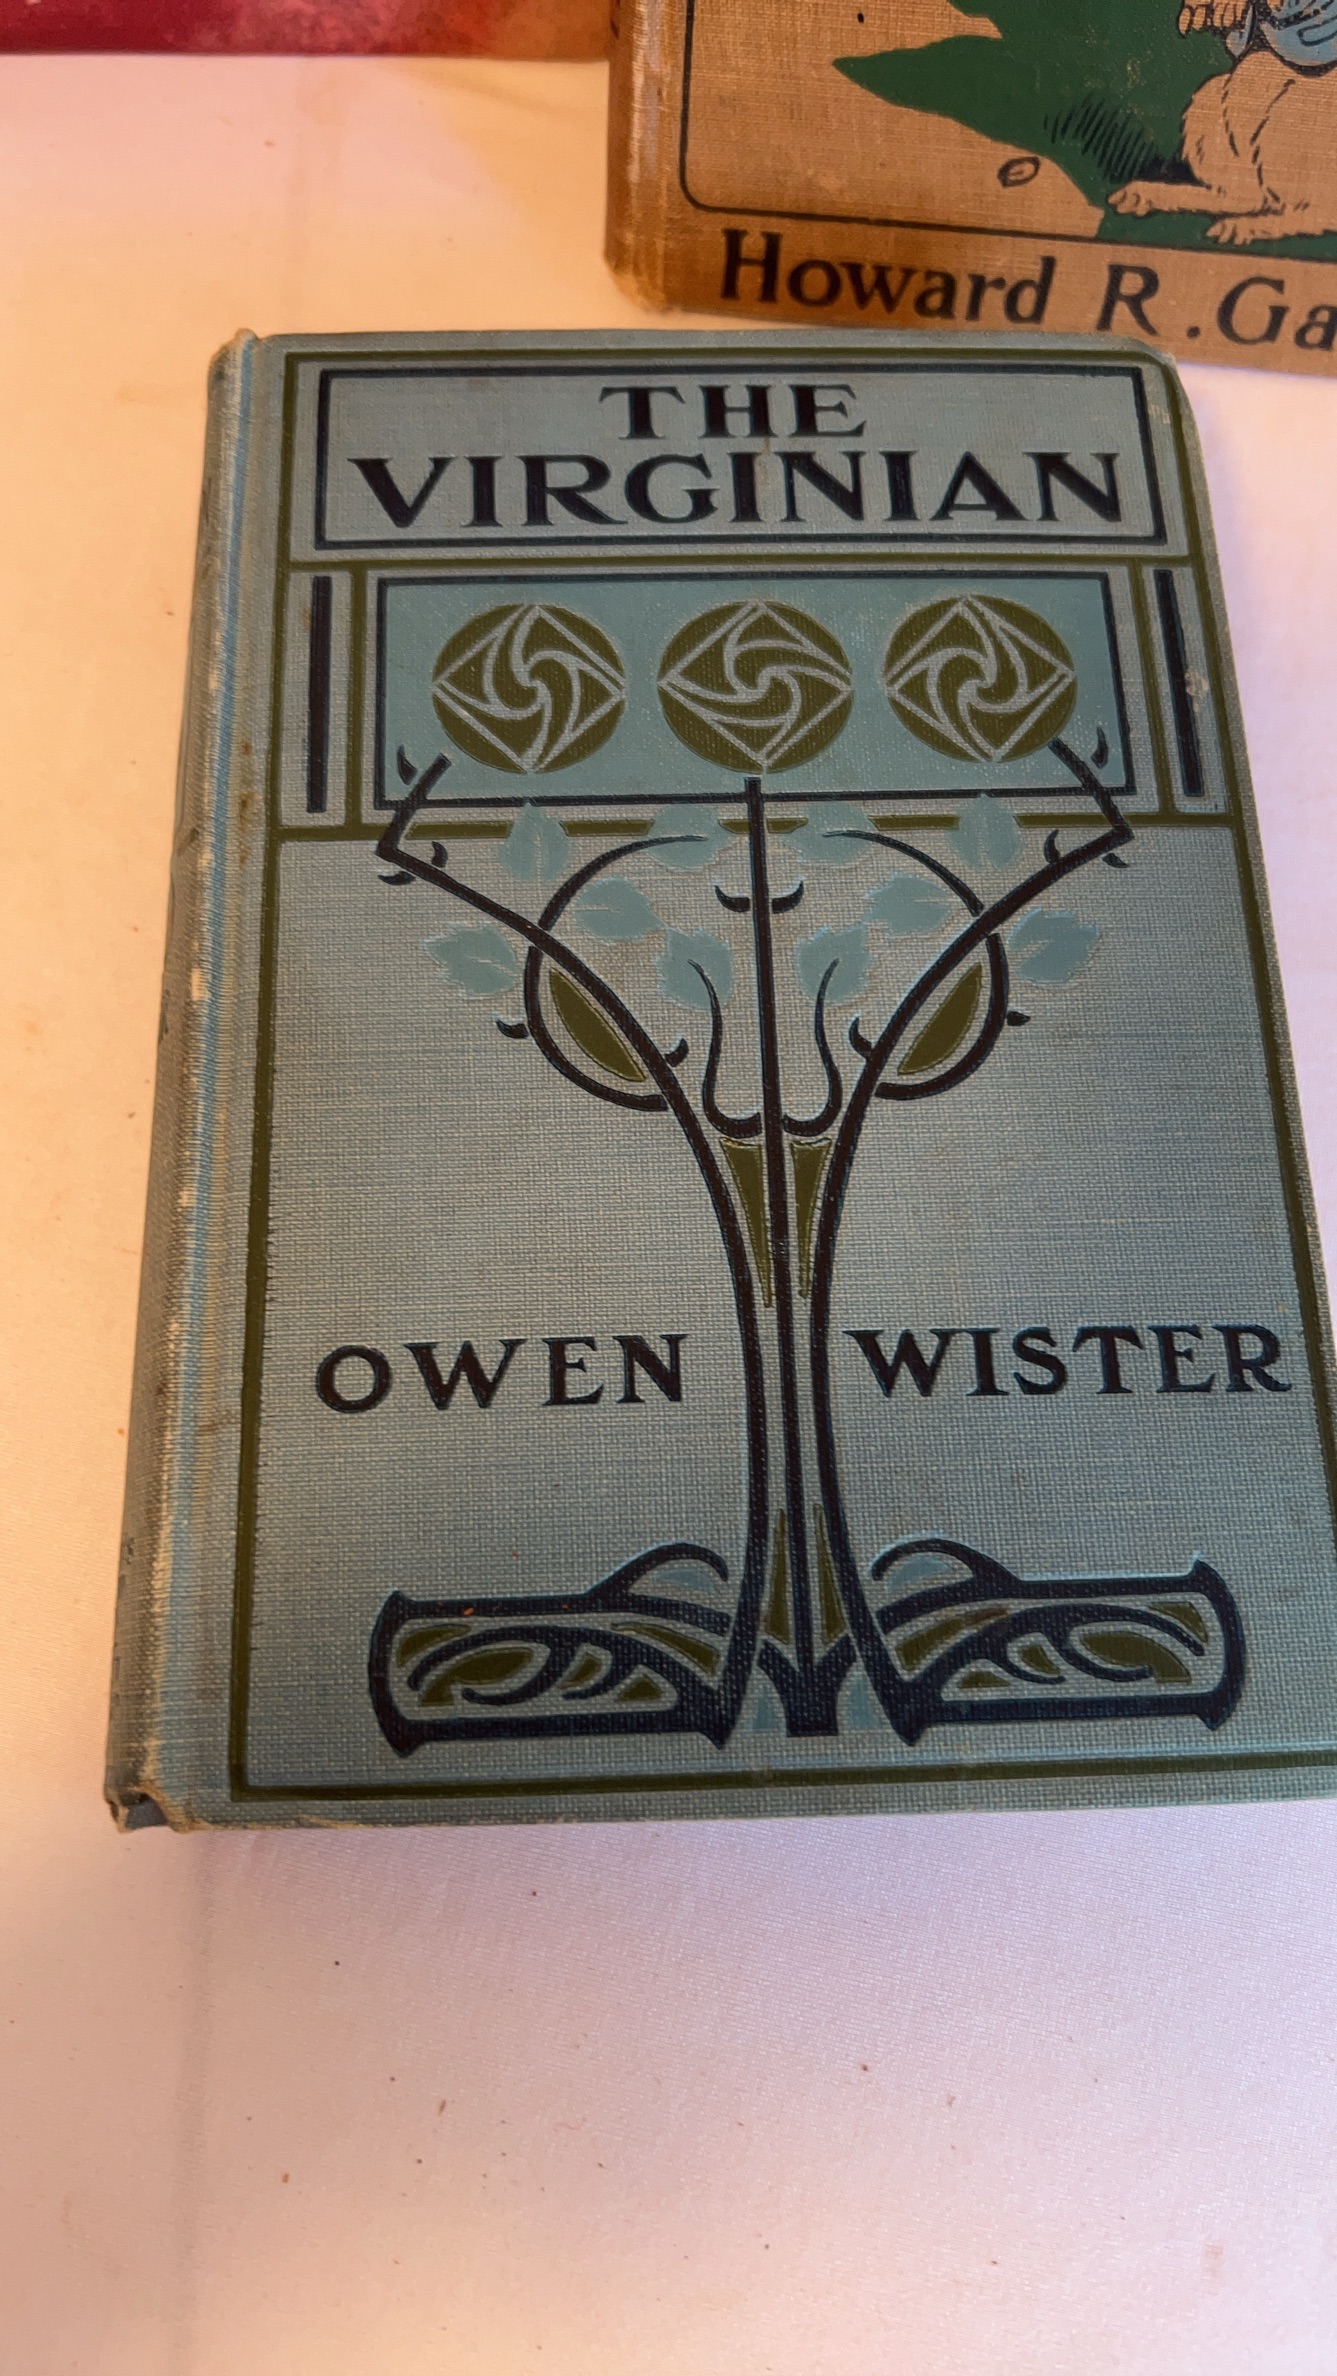 Howard R. Ga
THE
VIRGINIAN
OWEN WISTER